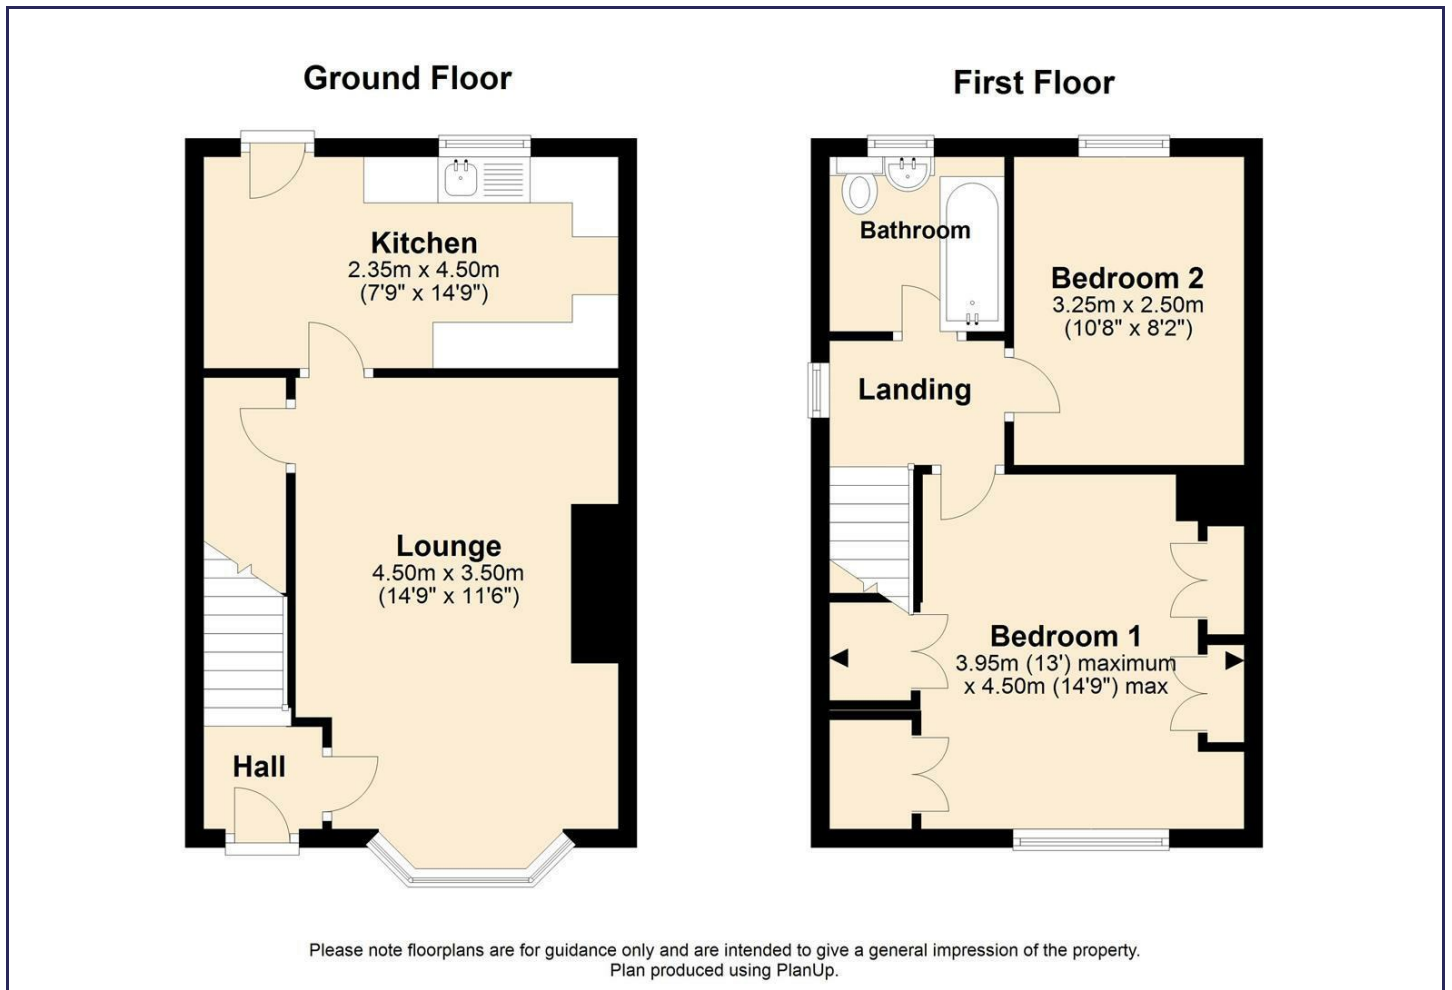 Ground Floor
Kitchen
2.35m x 4.50m
(7'9" x 14'9")
Lounge
4.50m x 3.50m
(14'9" x 11'6")
Hall
First Floor
Bathroom
Bedroom 2
3.25m x 2.50m
(10'8" x 8'2")
Landing
Bedroom 1
3.95m (13') maximum
x 4.50m (14'9") max
Please note floorplans are for guidance only and are intended to give a general impression of the property.
Plan produced using PlanUp.